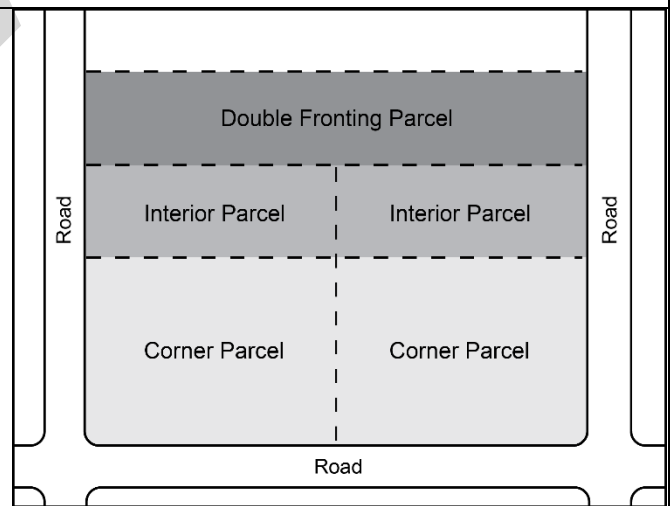 Double Fronting Parcel
Road
Interior Parcel
Interior Parcel
Road
Corner Parcel
Corner Parcel
Road